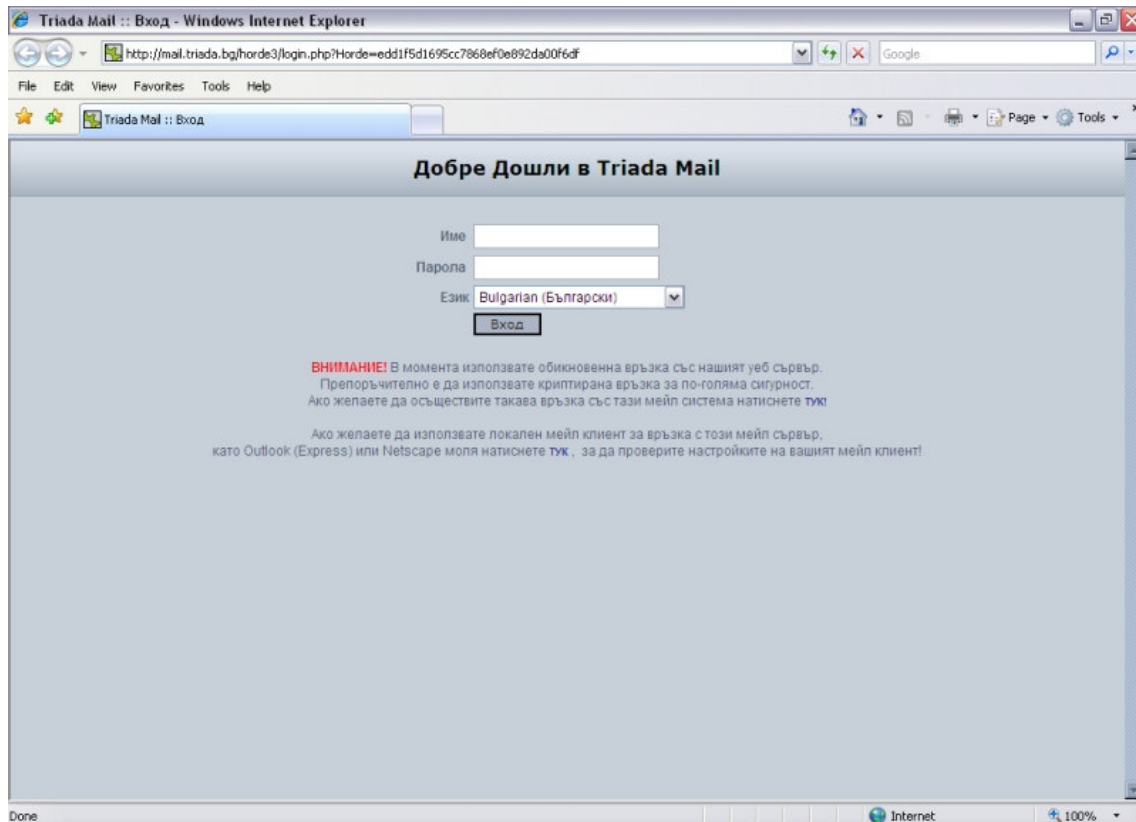 Triada Mail :: Вход - Windows Internet Explorer
http://mail.triada.bg/horde3/login.php?Horde=edd1f5d1695cc7868ef0e892da00f6df
Google
File Edit View Favorites Tools Help
Triada Mail :: Вход
Page Tools
Добре Дошли в Triada Mail
Име
Парола
Език Bulgarian (Български)
Вход
ВНИМАНИЕ! В момента използвате обикновенна връзка със нашият уеб сървър.
Препоръчително е да използвате криптирана връзка за по-голяма сигурност.
Ако желаете да осъществите такава връзка със тази мейл система натиснете тук!
Ако желаете да използвате локален мейл клиент за връзка с този мейл сървър,
като Outlook (Express) или Netscape моля натиснете тук , за да проверите настройките на вашият мейл клиент!
Done Internet 100%